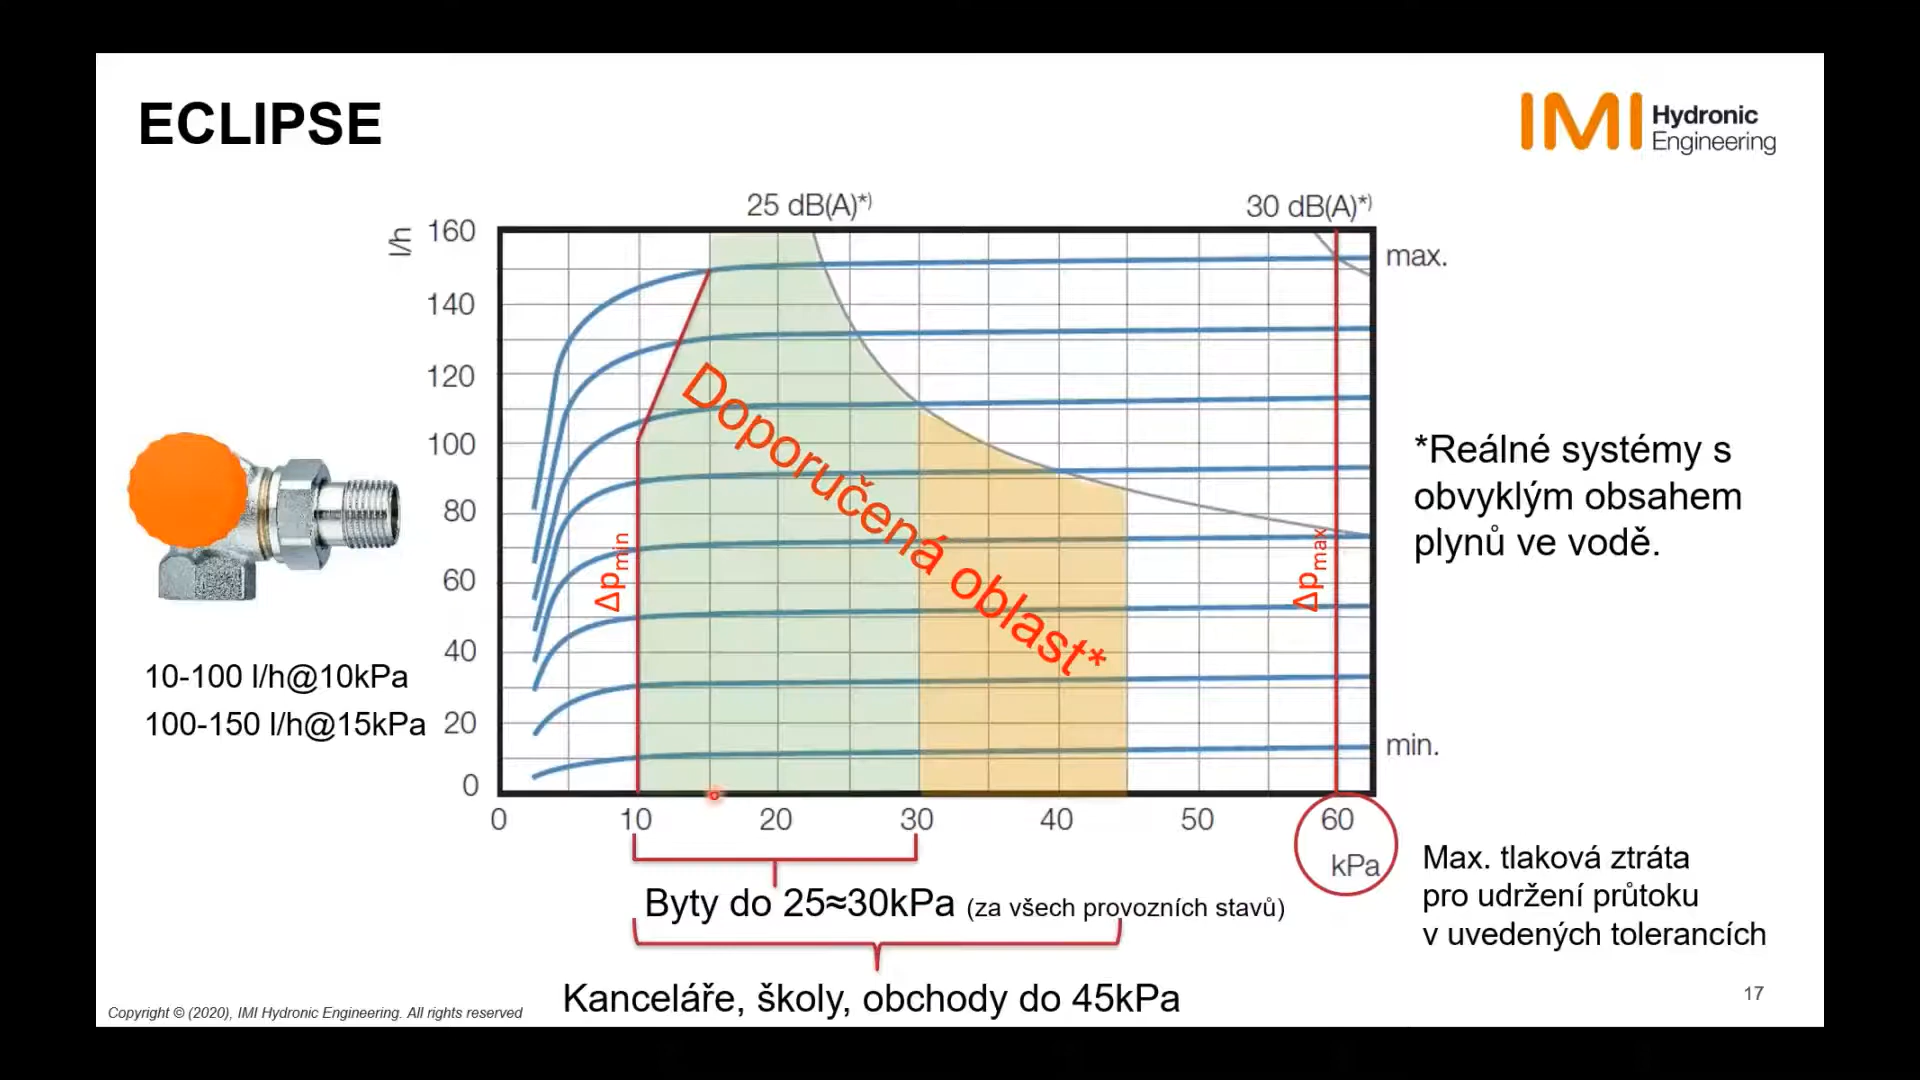 ECLIPSE
IMI Hydronic
Engineering
25 dB(A)*)
30 dB(A)*)
l/h
160
140
120
100
80
60
40
20
0
max.
min.
Doporučená oblast*
Δpmin
Δpmax
*Reálné systémy s
obvyklým obsahem
plynů ve vodě.
10-100 l/h@10kPa
100-150 l/h@15kPa
0 10 20 30 40 50 60
kPa
Byty do 25≈30kPa (za všech provozních stavů)
Kanceláře, školy, obchody do 45kPa
Max. tlaková ztráta
pro udržení průtoku
v uvedených tolerancích
Copyright © (2020), IMI Hydronic Engineering. All rights reserved
17